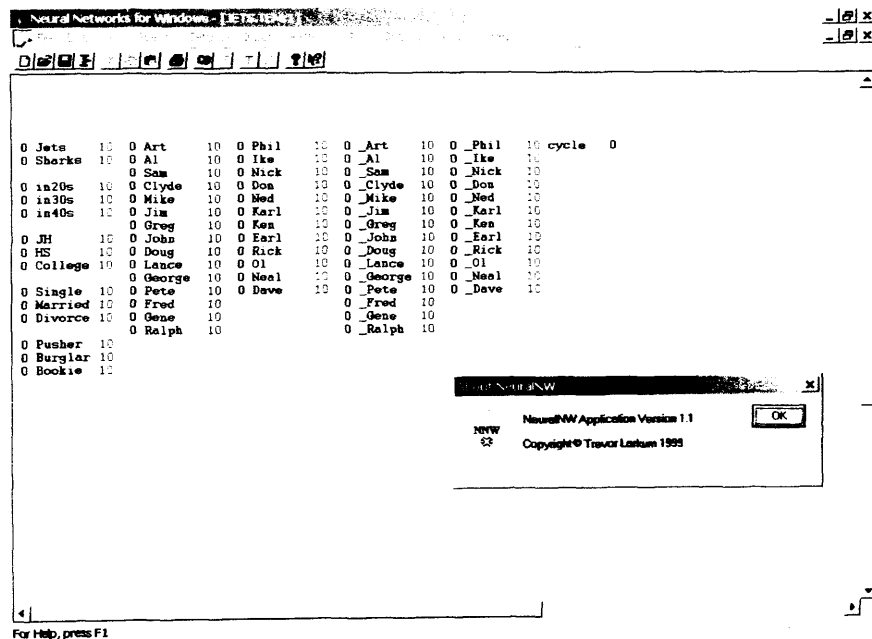 Neural Networks for Windows - [JETS.TEM:1]
0 Jets 10 0 Art 10 0 Phil 10 0 _Art 10 0 _Phil 10 cycle 0
0 Sharks 10 0 Al 10 0 Ike 10 0 _Al 10 0 _Ike 10
0 Sam 10 0 Nick 10 0 _Sam 10 0 _Nick 10
0 in20s 10 0 Clyde 10 0 Don 10 0 _Clyde 10 0 _Don 10
0 in30s 10 0 Mike 10 0 Ned 10 0 _Mike 10 0 _Ned 10
0 in40s 10 0 Jim 10 0 Karl 10 0 _Jim 10 0 _Karl 10
0 Greg 10 0 Ken 10 0 _Greg 10 0 _Ken 10
0 JH 10 0 John 10 0 Earl 10 0 _John 10 0 _Earl 10
0 HS 10 0 Doug 10 0 Rick 10 0 _Doug 10 0 _Rick 10
0 College 10 0 Lance 10 0 Ol 10 0 _Lance 10 0 _Ol 10
0 George 10 0 Neal 10 0 _George 10 0 _Neal 10
0 Single 10 0 Pete 10 0 Dave 10 0 _Pete 10 0 _Dave 10
0 Married 10 0 Fred 10 0 _Fred 10
0 Divorce 10 0 Gene 10 0 _Gene 10
0 Ralph 10 0 _Ralph 10
0 Pusher 10
0 Burglar 10
0 Bookie 10
About NeuralNW
NeuralNW Application Version 1.1
OK
NNW
Copyright © Trevor Larkum 1995
For Help, press F1